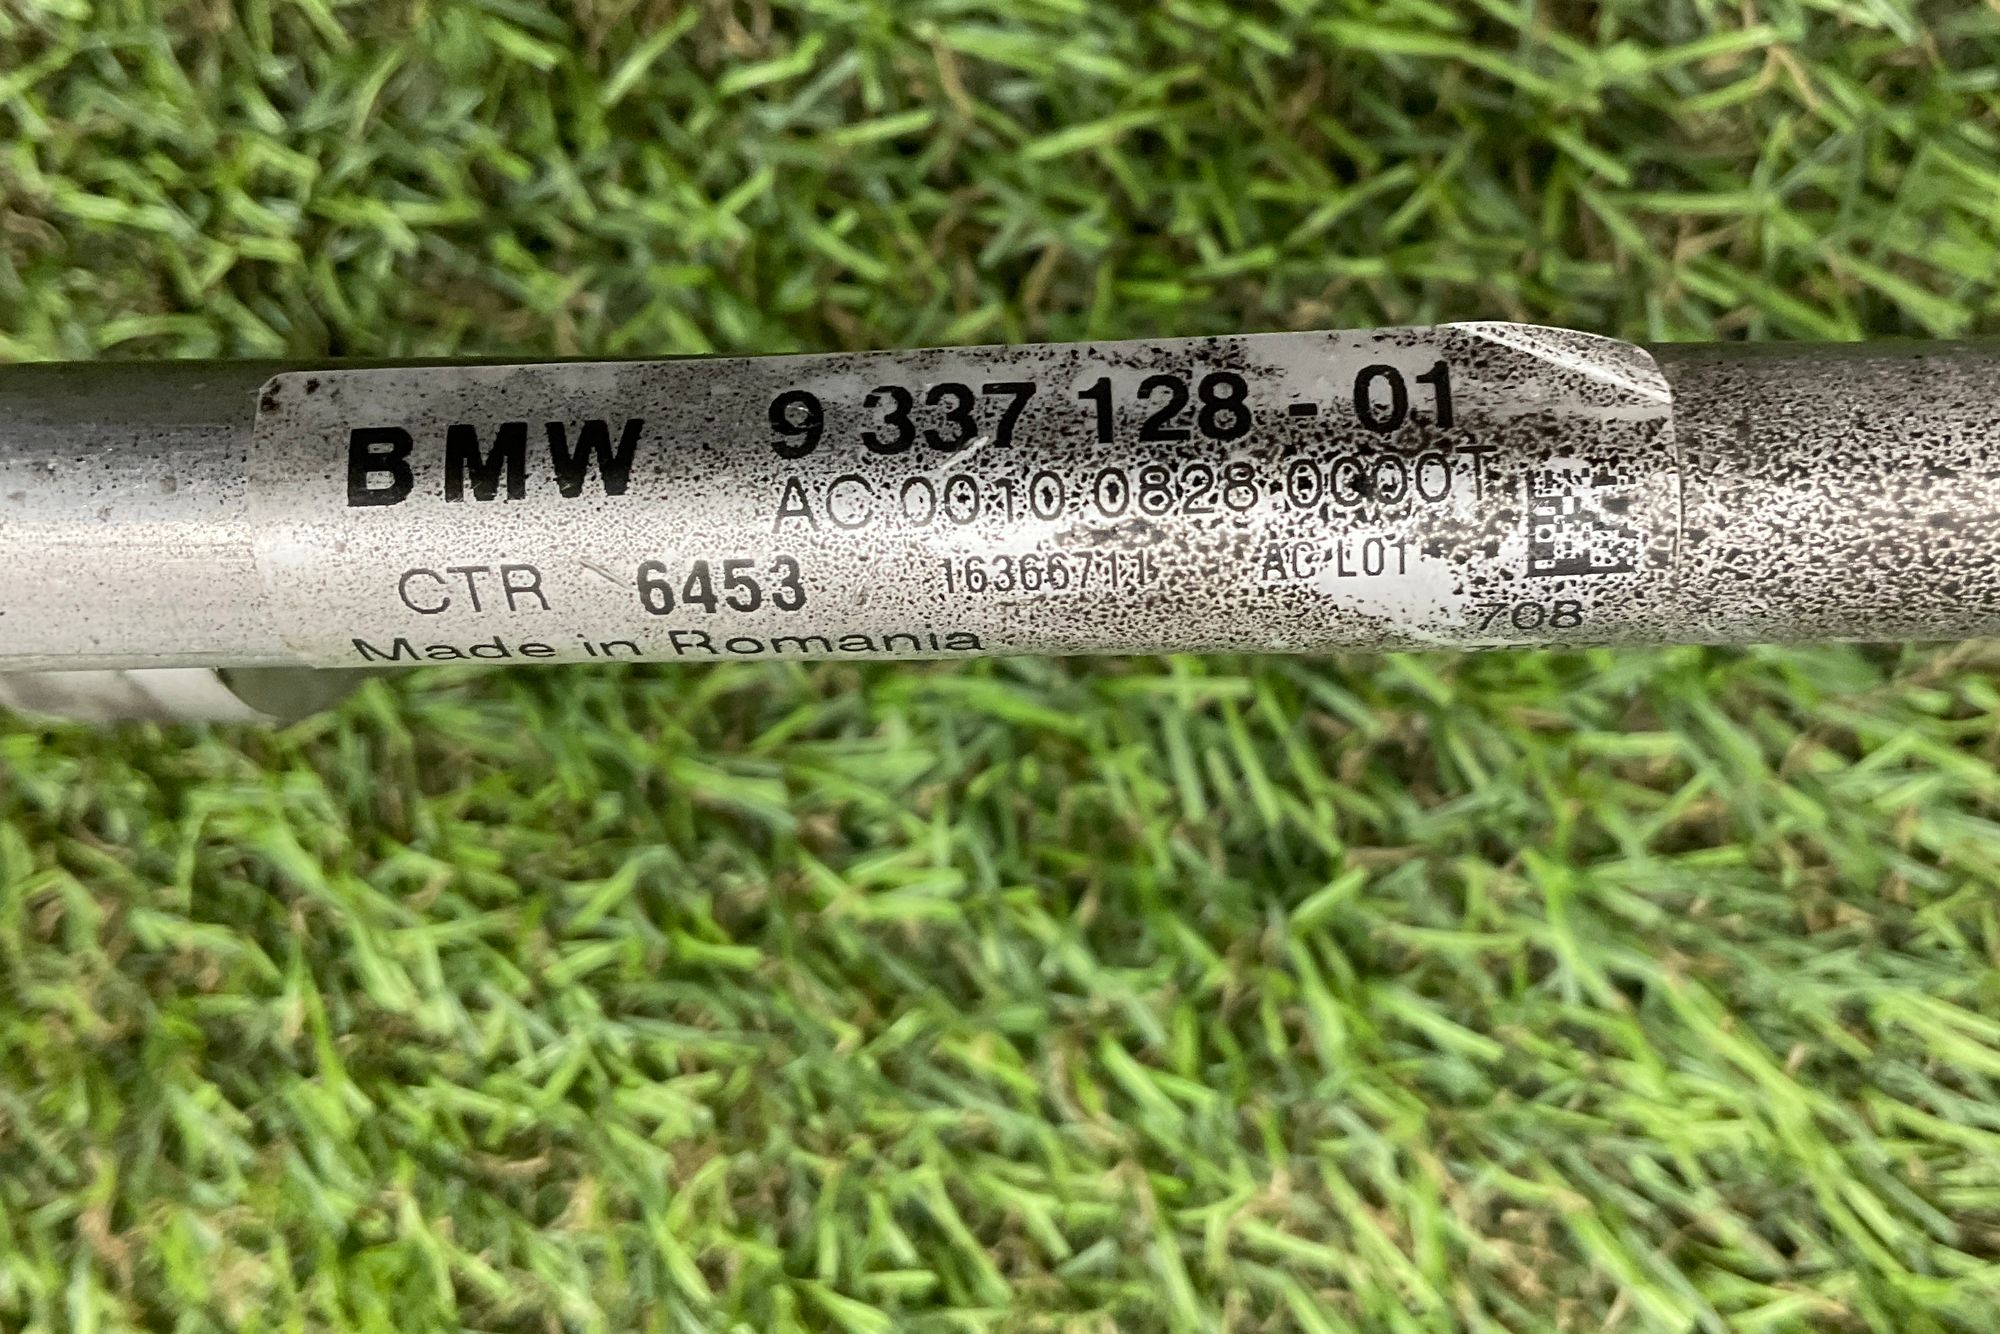 BMW 9 337 128 - 01
AC 0010 0828 0000T
CTR 6453 16366711 AC L01
708
Made in Romania